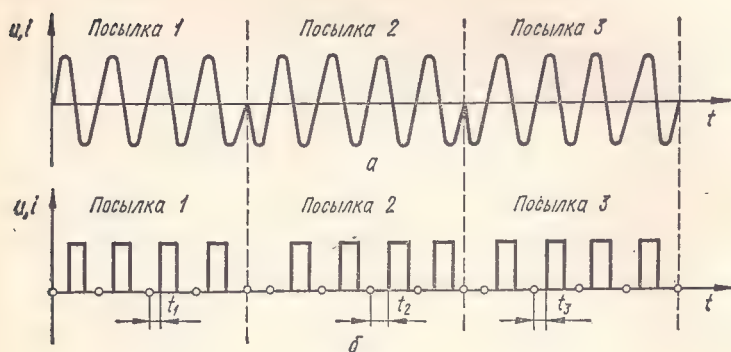 u,i Посылка 1 Посылка 2 Посылка 3
t
а
u,i Посылка 1 Посылка 2 Посылка 3
t₁ t₂ t₃ t
б